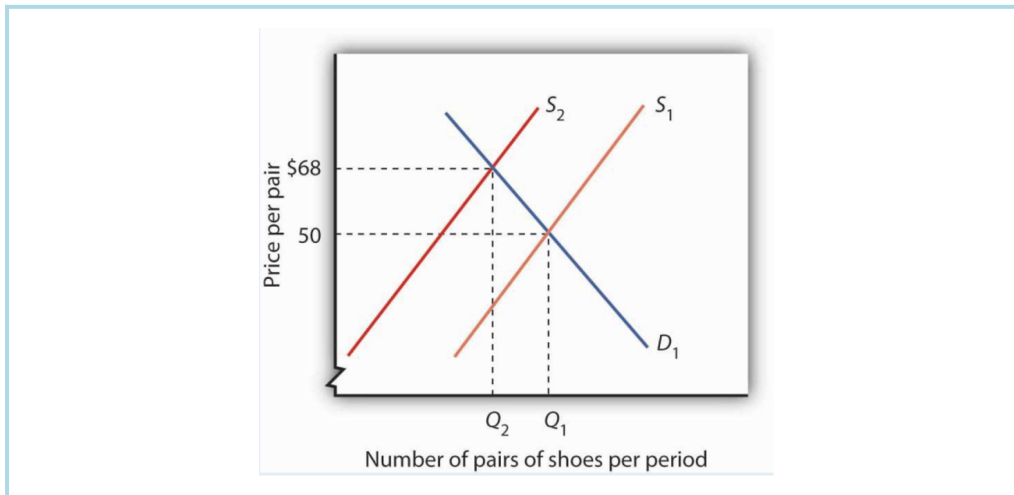 S₂
S₁
$68
50
Price per pair
D₁
Q₂ Q₁
Number of pairs of shoes per period